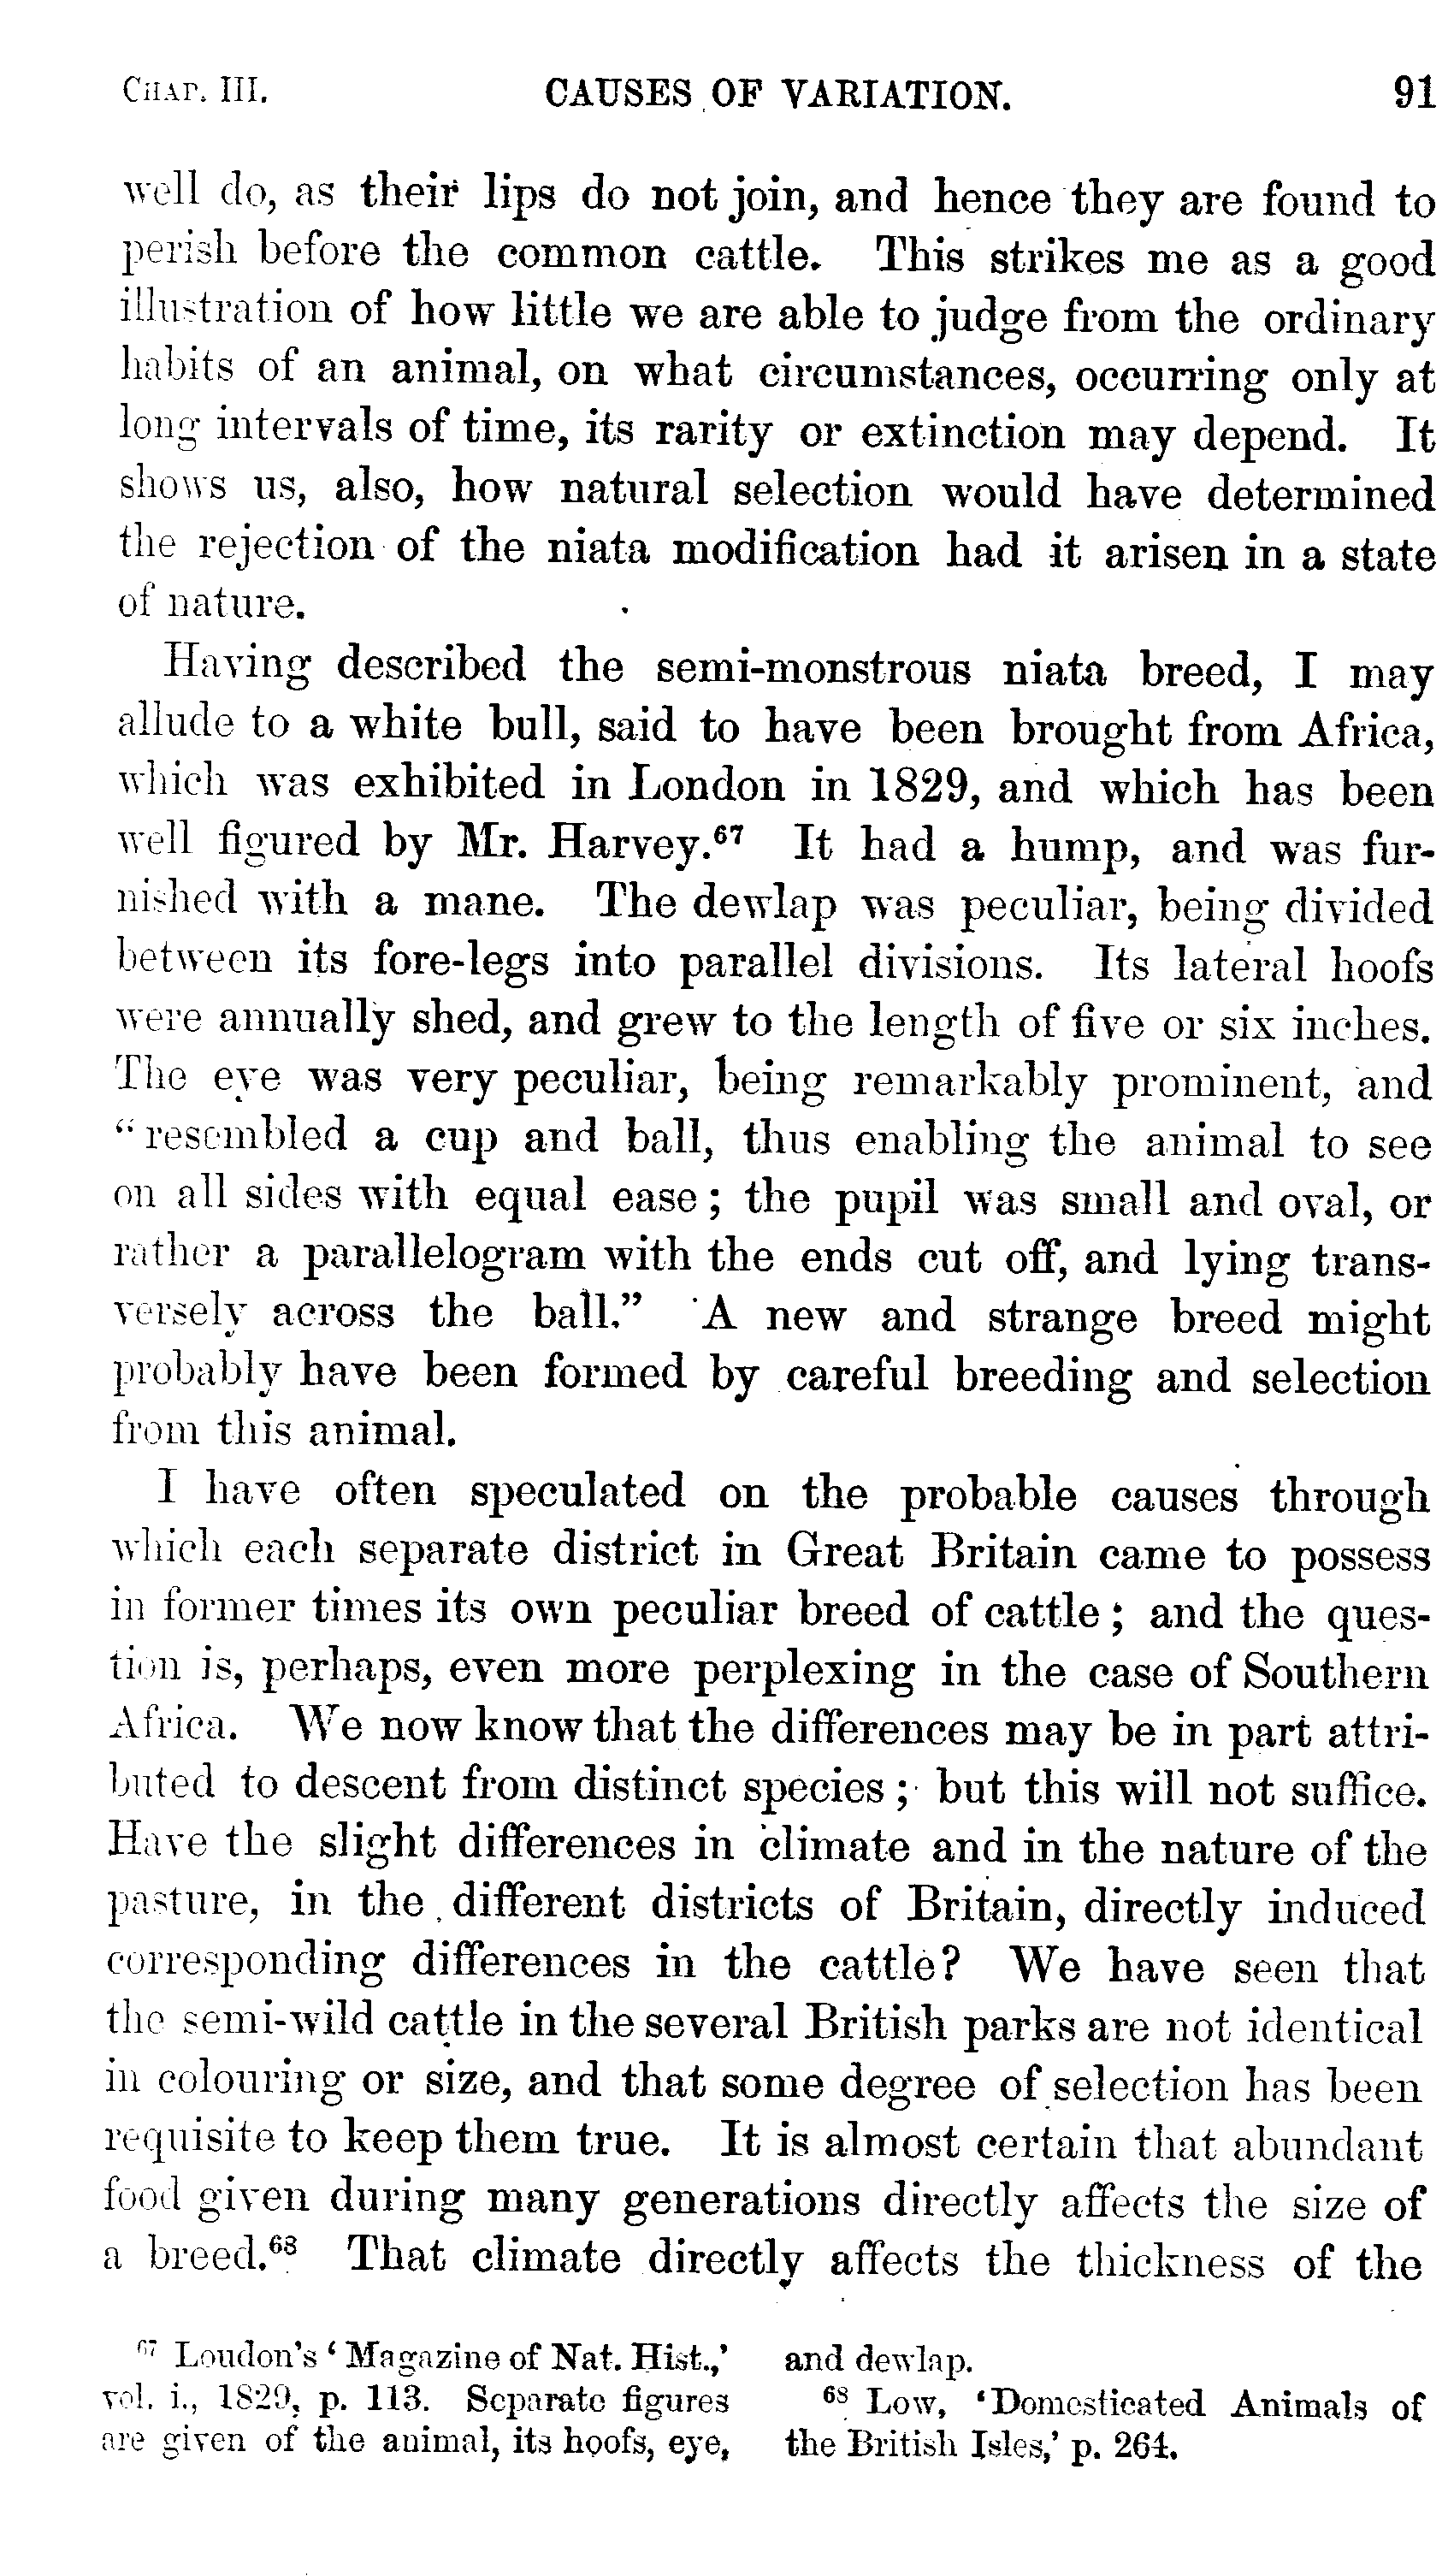 CHAP. III. CAUSES OF VARIATION. 91
well do, as their lips do not join, and hence they are found to
perish before the common cattle. This strikes me as a good
illustration of how little we are able to judge from the ordinary
habits of an animal, on what circumstances, occurring only at
long intervals of time, its rarity or extinction may depend. It
shows us, also, how natural selection would have determined
the rejection of the niata modification had it arisen in a state
of nature.
Having described the semi-monstrous niata breed, I may
allude to a white bull, said to have been brought from Africa,
which was exhibited in London in 1829, and which has been
well figured by Mr. Harvey.⁶⁷ It had a hump, and was fur-
nished with a mane. The dewlap was peculiar, being divided
between its fore-legs into parallel divisions. Its lateral hoofs
were annually shed, and grew to the length of five or six inches.
The eye was very peculiar, being remarkably prominent, and
“resembled a cup and ball, thus enabling the animal to see
on all sides with equal ease; the pupil was small and oval, or
rather a parallelogram with the ends cut off, and lying trans-
versely across the ball.” A new and strange breed might
probably have been formed by careful breeding and selection
from this animal.
I have often speculated on the probable causes through
which each separate district in Great Britain came to possess
in former times its own peculiar breed of cattle; and the ques-
tion is, perhaps, even more perplexing in the case of Southern
Africa. We now know that the differences may be in part attri-
buted to descent from distinct species; but this will not suffice.
Have the slight differences in climate and in the nature of the
pasture, in the different districts of Britain, directly induced
corresponding differences in the cattle? We have seen that
the semi-wild cattle in the several British parks are not identical
in colouring or size, and that some degree of selection has been
requisite to keep them true. It is almost certain that abundant
food given during many generations directly affects the size of
a breed.⁶⁸ That climate directly affects the thickness of the
⁶⁷ Loudon's ‘Magazine of Nat. Hist.,’
vol. i., 1829, p. 113. Separate figures
are given of the animal, its hoofs, eye,
and dewlap.
⁶⁸ Low, ‘Domesticated Animals of
the British Isles,’ p. 264.